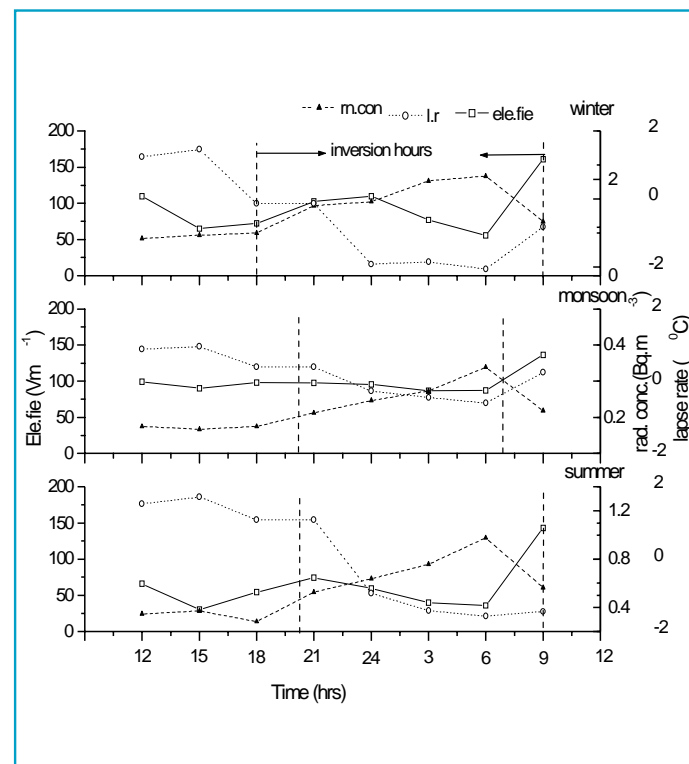 rn.con l.r ele.fie winter
200 2
inversion hours
150
2
100 0
50
0 0 -2
monsoon
200 0.4 2
150
100 0
0.2
50
0 -2
summer
200 2
1.2
150
0.8
100 0
50 0.4
0 -2
12 15 18 21 24 3 6 9 12
Time (hrs)
Ele.fie (Vm⁻¹)
rad. conc.(Bq.m⁻³)
lapse rate ( ⁰C)